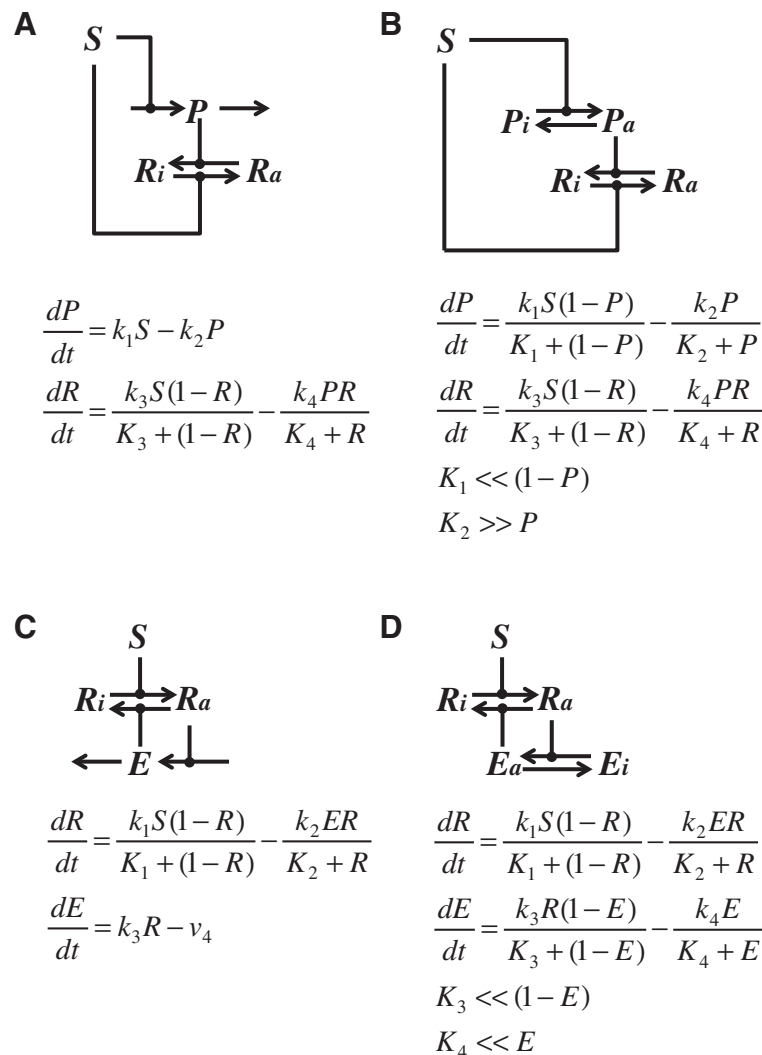 A
S
P
Ri Ra
dP/dt = k₁S − k₂P
dR/dt = k₃S(1 − R)/(K₃ + (1 − R)) − k₄PR/(K₄ + R)
B
S
Pi Pa
Ri Ra
dP/dt = k₁S(1 − P)/(K₁ + (1 − P)) − k₂P/(K₂ + P)
dR/dt = k₃S(1 − R)/(K₃ + (1 − R)) − k₄PR/(K₄ + R)
K₁ << (1 − P)
K₂ >> P
C
S
Ri Ra
E
dR/dt = k₁S(1 − R)/(K₁ + (1 − R)) − k₂ER/(K₂ + R)
dE/dt = k₃R − v₄
D
S
Ri Ra
Ea Ei
dR/dt = k₁S(1 − R)/(K₁ + (1 − R)) − k₂ER/(K₂ + R)
dE/dt = k₃R(1 − E)/(K₃ + (1 − E)) − k₄E/(K₄ + E)
K₃ << (1 − E)
K₄ << E